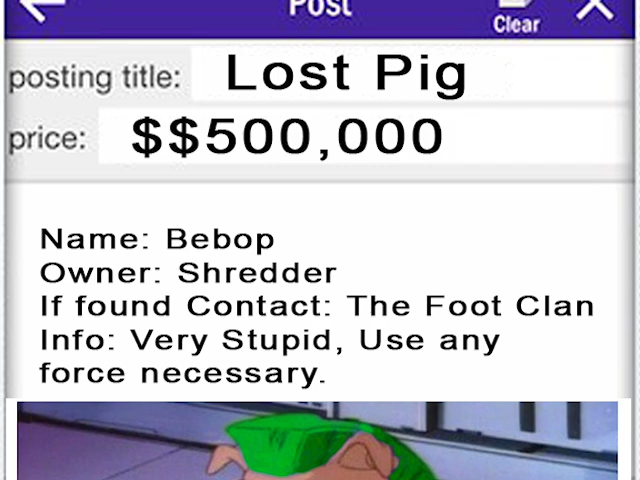 Post
Clear
posting title: Lost Pig
price: $$500,000
Name: Bebop
Owner: Shredder
If found Contact: The Foot Clan
Info: Very Stupid, Use any
force necessary.